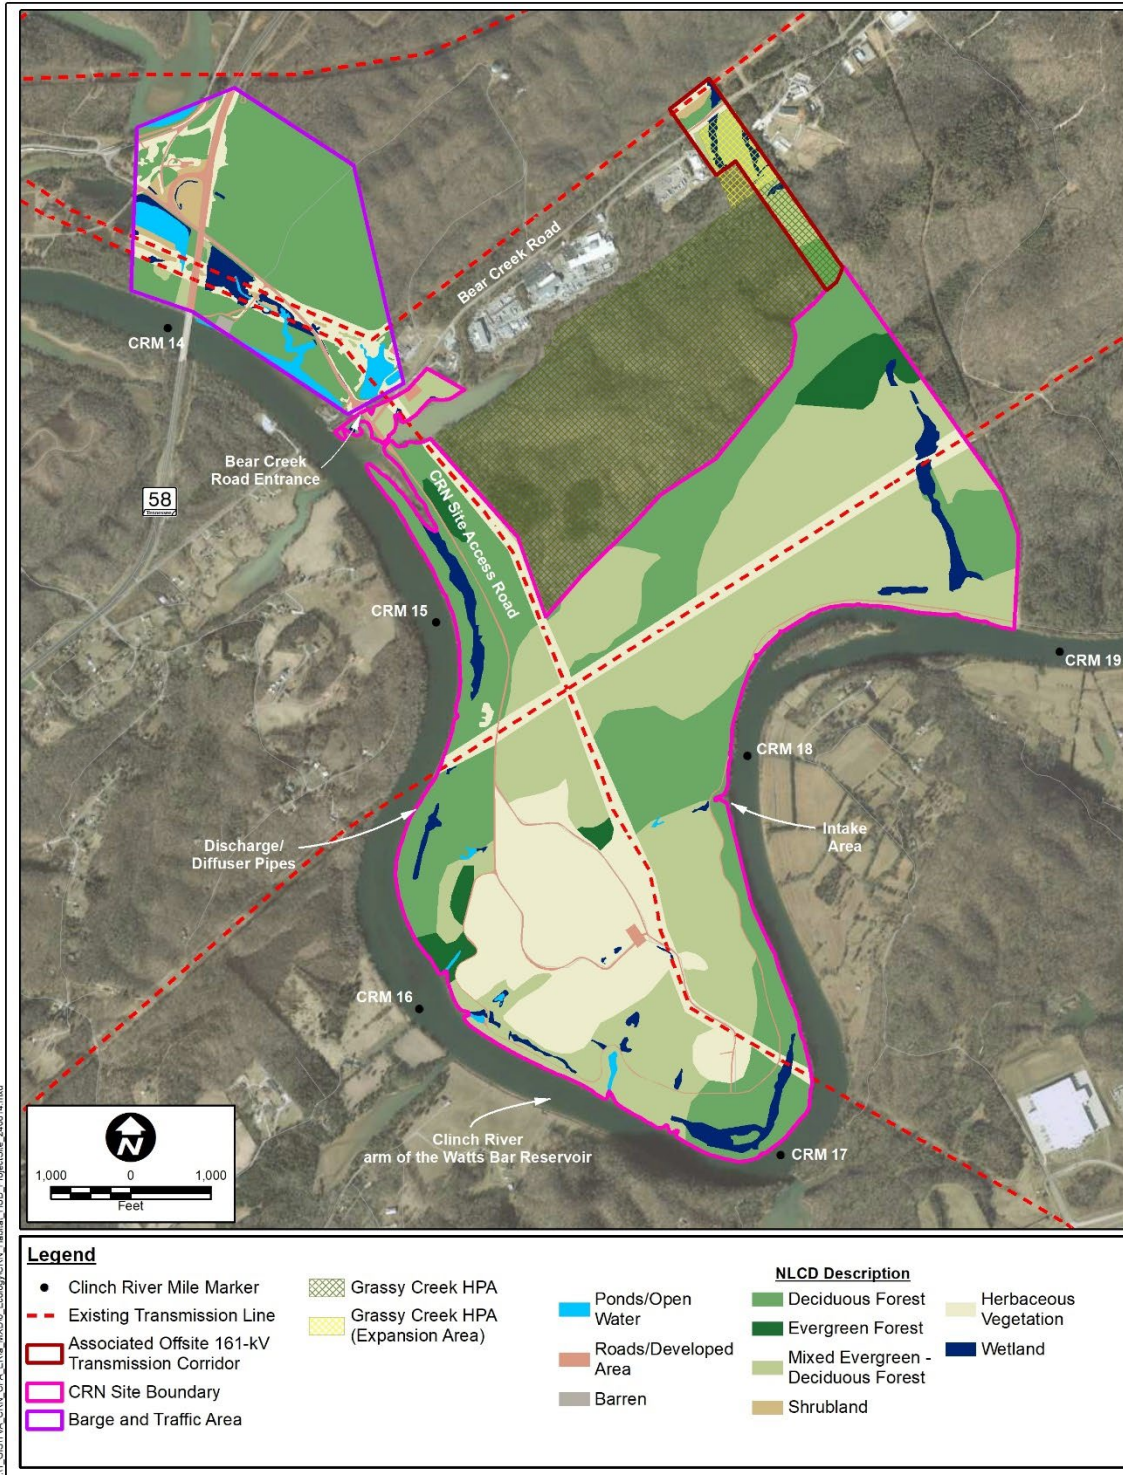 CRM 14
Bear Creek Road
Bear Creek
Road Entrance
58
Tennessee
CRN Site Access Road
CRM 15
CRM 19
CRM 18
Discharge/
Diffuser Pipes
Intake
Area
CRM 16
Clinch River
arm of the Watts Bar Reservoir
CRM 17
N
1,000 0 1,000
Feet
Legend
Clinch River Mile Marker
Existing Transmission Line
Associated Offsite 161-kV
Transmission Corridor
CRN Site Boundary
Barge and Traffic Area
Grassy Creek HPA
Grassy Creek HPA
(Expansion Area)
Ponds/Open
Water
Roads/Developed
Area
Barren
NLCD Description
Deciduous Forest
Evergreen Forest
Mixed Evergreen -
Deciduous Forest
Shrubland
Herbaceous
Vegetation
Wetland